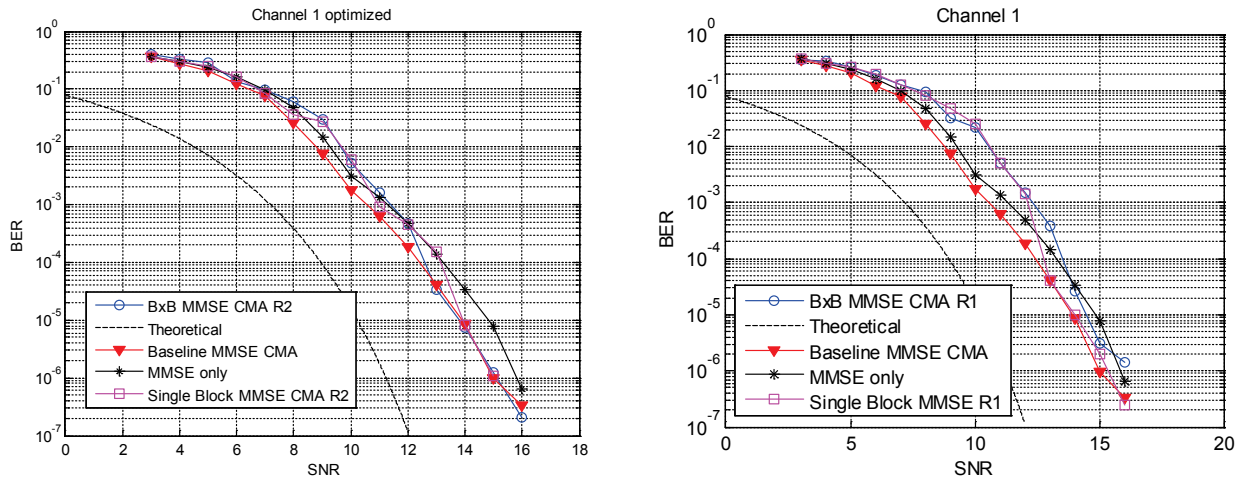 Channel 1 optimized
10^0
10^-1
10^-2
10^-3
10^-4
10^-5
10^-6
10^-7
BER
BxB MMSE CMA R2
Theoretical
Baseline MMSE CMA
MMSE only
Single Block MMSE CMA R2
0 2 4 6 8 10 12 14 16 18
SNR
Channel 1
10^0
10^-1
10^-2
10^-3
10^-4
10^-5
10^-6
10^-7
BER
BxB MMSE CMA R1
Theoretical
Baseline MMSE CMA
MMSE only
Single Block MMSE R1
0 5 10 15 20
SNR